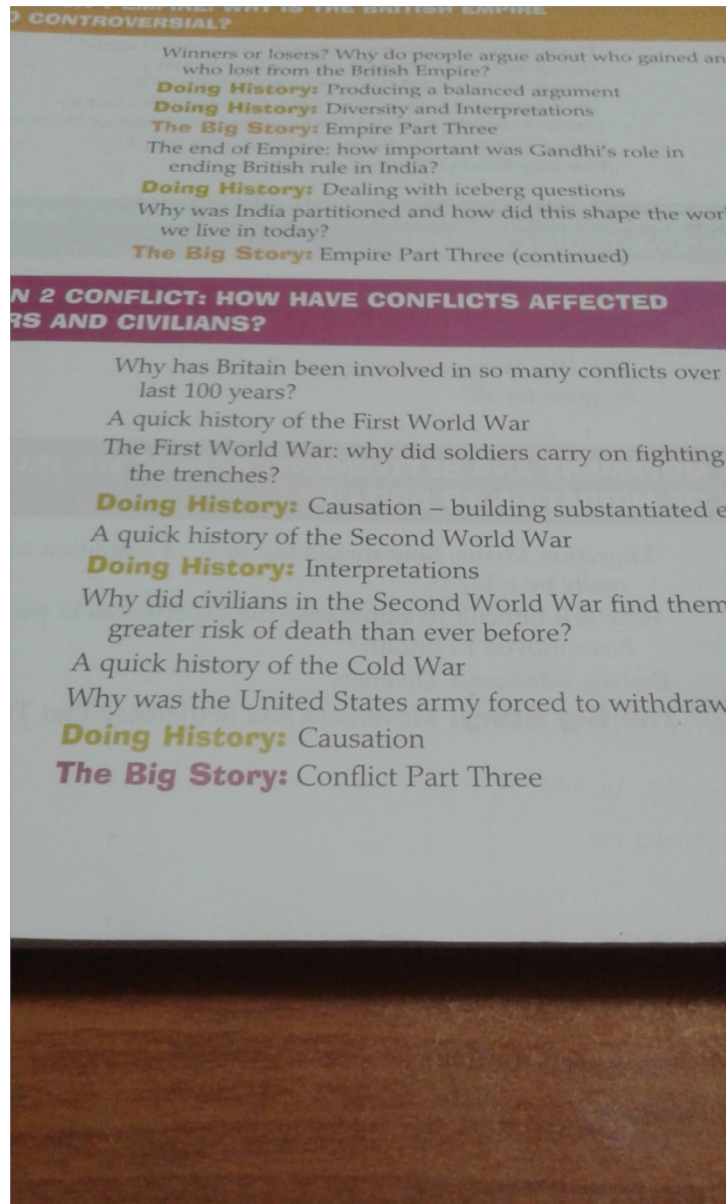 EMPIRE: WHY IS THE BRITISH EMPIRE
CONTROVERSIAL?
Winners or losers? Why do people argue about who gained an
who lost from the British Empire?
Doing History: Producing a balanced argument
Doing History: Diversity and Interpretations
The Big Story: Empire Part Three
The end of Empire: how important was Gandhi's role in
ending British rule in India?
Doing History: Dealing with iceberg questions
Why was India partitioned and how did this shape the wor
we live in today?
The Big Story: Empire Part Three (continued)
N 2 CONFLICT: HOW HAVE CONFLICTS AFFECTED
RS AND CIVILIANS?
Why has Britain been involved in so many conflicts over
last 100 years?
A quick history of the First World War
The First World War: why did soldiers carry on fighting
the trenches?
Doing History: Causation – building substantiated e
A quick history of the Second World War
Doing History: Interpretations
Why did civilians in the Second World War find them
greater risk of death than ever before?
A quick history of the Cold War
Why was the United States army forced to withdraw
Doing History: Causation
The Big Story: Conflict Part Three